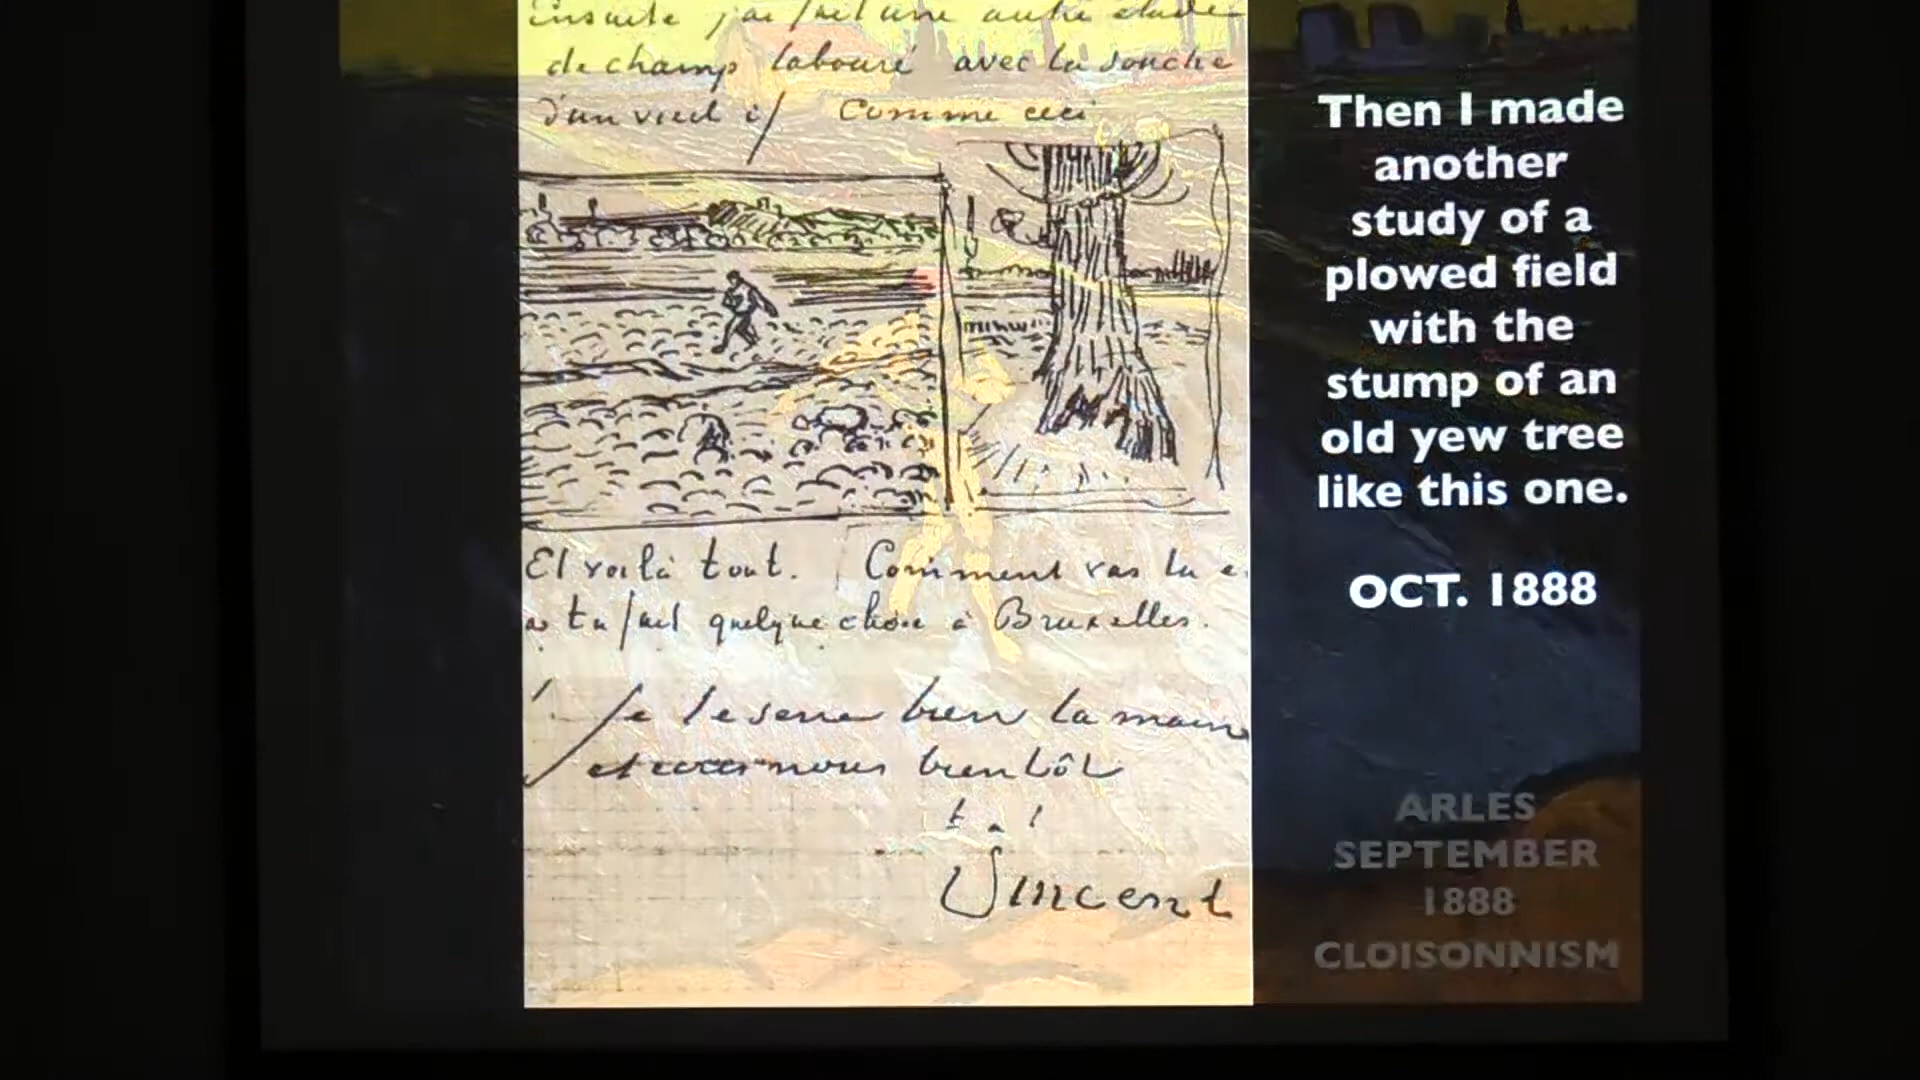 Ensuite j'ai fait une autre étude
de champ labouré avec la souche
d'un vieil if Comme ceci
Et voilà tout. Comment vas tu e
as tu fait quelque chose à Bruxelles.
Je te serre bien la main
et nous bientôt
t. à t.
Vincent
Then I made
another
study of a
plowed field
with the
stump of an
old yew tree
like this one.
OCT. 1888
ARLES
SEPTEMBER
1888
CLOISONNISM